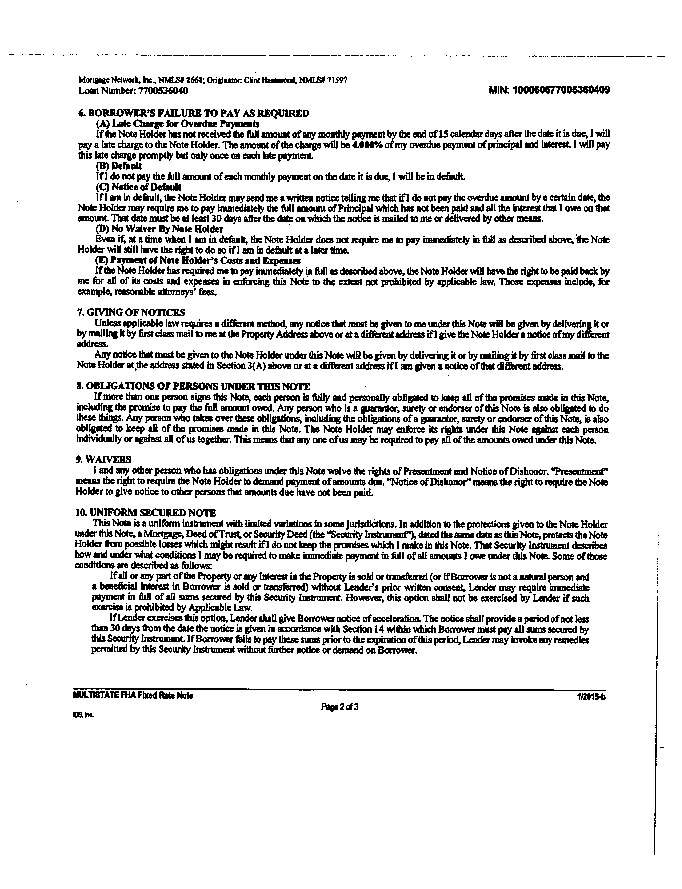 Mortgage Network, Inc., NMLS# 2668; Originator: Clint Hammond, NMLS# 71597
Loan Number: 7700536040 MIN: 100060677005360409
6. BORROWER'S FAILURE TO PAY AS REQUIRED
(A) Late Charge for Overdue Payments
If the Note Holder has not received the full amount of any monthly payment by the end of 15 calendar days after the date it is due, I will
pay a late charge to the Note Holder. The amount of the charge will be 4.000% of my overdue payment of principal and interest. I will pay
this late charge promptly but only once on each late payment.
(B) Default
If I do not pay the full amount of each monthly payment on the date it is due, I will be in default.
(C) Notice of Default
If I am in default, the Note Holder may send me a written notice telling me that if I do not pay the overdue amount by a certain date, the
Note Holder may require me to pay immediately the full amount of Principal which has not been paid and all the interest that I owe on that
amount. That date must be at least 30 days after the date on which the notice is mailed to me or delivered by other means.
(D) No Waiver By Note Holder
Even if, at a time when I am in default, the Note Holder does not require me to pay immediately in full as described above, the Note
Holder will still have the right to do so if I am in default at a later time.
(E) Payment of Note Holder's Costs and Expenses
If the Note Holder has required me to pay immediately in full as described above, the Note Holder will have the right to be paid back by
me for all of its costs and expenses in enforcing this Note to the extent not prohibited by applicable law. Those expenses include, for
example, reasonable attorneys' fees.
7. GIVING OF NOTICES
Unless applicable law requires a different method, any notice that must be given to me under this Note will be given by delivering it or
by mailing it by first class mail to me at the Property Address above or at a different address if I give the Note Holder a notice of my different
address.
Any notice that must be given to the Note Holder under this Note will be given by delivering it or by mailing it by first class mail to the
Note Holder at the address stated in Section 3(A) above or at a different address if I am given a notice of that different address.
8. OBLIGATIONS OF PERSONS UNDER THIS NOTE
If more than one person signs this Note, each person is fully and personally obligated to keep all of the promises made in this Note,
including the promise to pay the full amount owed. Any person who is a guarantor, surety or endorser of this Note is also obligated to do
these things. Any person who takes over these obligations, including the obligations of a guarantor, surety or endorser of this Note, is also
obligated to keep all of the promises made in this Note. The Note Holder may enforce its rights under this Note against each person
individually or against all of us together. This means that any one of us may be required to pay all of the amounts owed under this Note.
9. WAIVERS
I and any other person who has obligations under this Note waive the rights of Presentment and Notice of Dishonor. "Presentment"
means the right to require the Note Holder to demand payment of amounts due. "Notice of Dishonor" means the right to require the Note
Holder to give notice to other persons that amounts due have not been paid.
10. UNIFORM SECURED NOTE
This Note is a uniform instrument with limited variations in some jurisdictions. In addition to the protections given to the Note Holder
under this Note, a Mortgage, Deed of Trust, or Security Deed (the "Security Instrument"), dated the same date as this Note, protects the Note
Holder from possible losses which might result if I do not keep the promises which I make in this Note. That Security Instrument describes
how and under what conditions I may be required to make immediate payment in full of all amounts I owe under this Note. Some of those
conditions are described as follows:
If all or any part of the Property or any Interest in the Property is sold or transferred (or if Borrower is not a natural person and
a beneficial interest in Borrower is sold or transferred) without Lender's prior written consent, Lender may require immediate
payment in full of all sums secured by this Security Instrument. However, this option shall not be exercised by Lender if such
exercise is prohibited by Applicable Law.
If Lender exercises this option, Lender shall give Borrower notice of acceleration. The notice shall provide a period of not less
than 30 days from the date the notice is given in accordance with Section 14 within which Borrower must pay all sums secured by
this Security Instrument. If Borrower fails to pay these sums prior to the expiration of this period, Lender may invoke any remedies
permitted by this Security Instrument without further notice or demand on Borrower.
MULTISTATE FHA Fixed Rate Note 1/2015-b
Page 2 of 3
IDS, Inc.